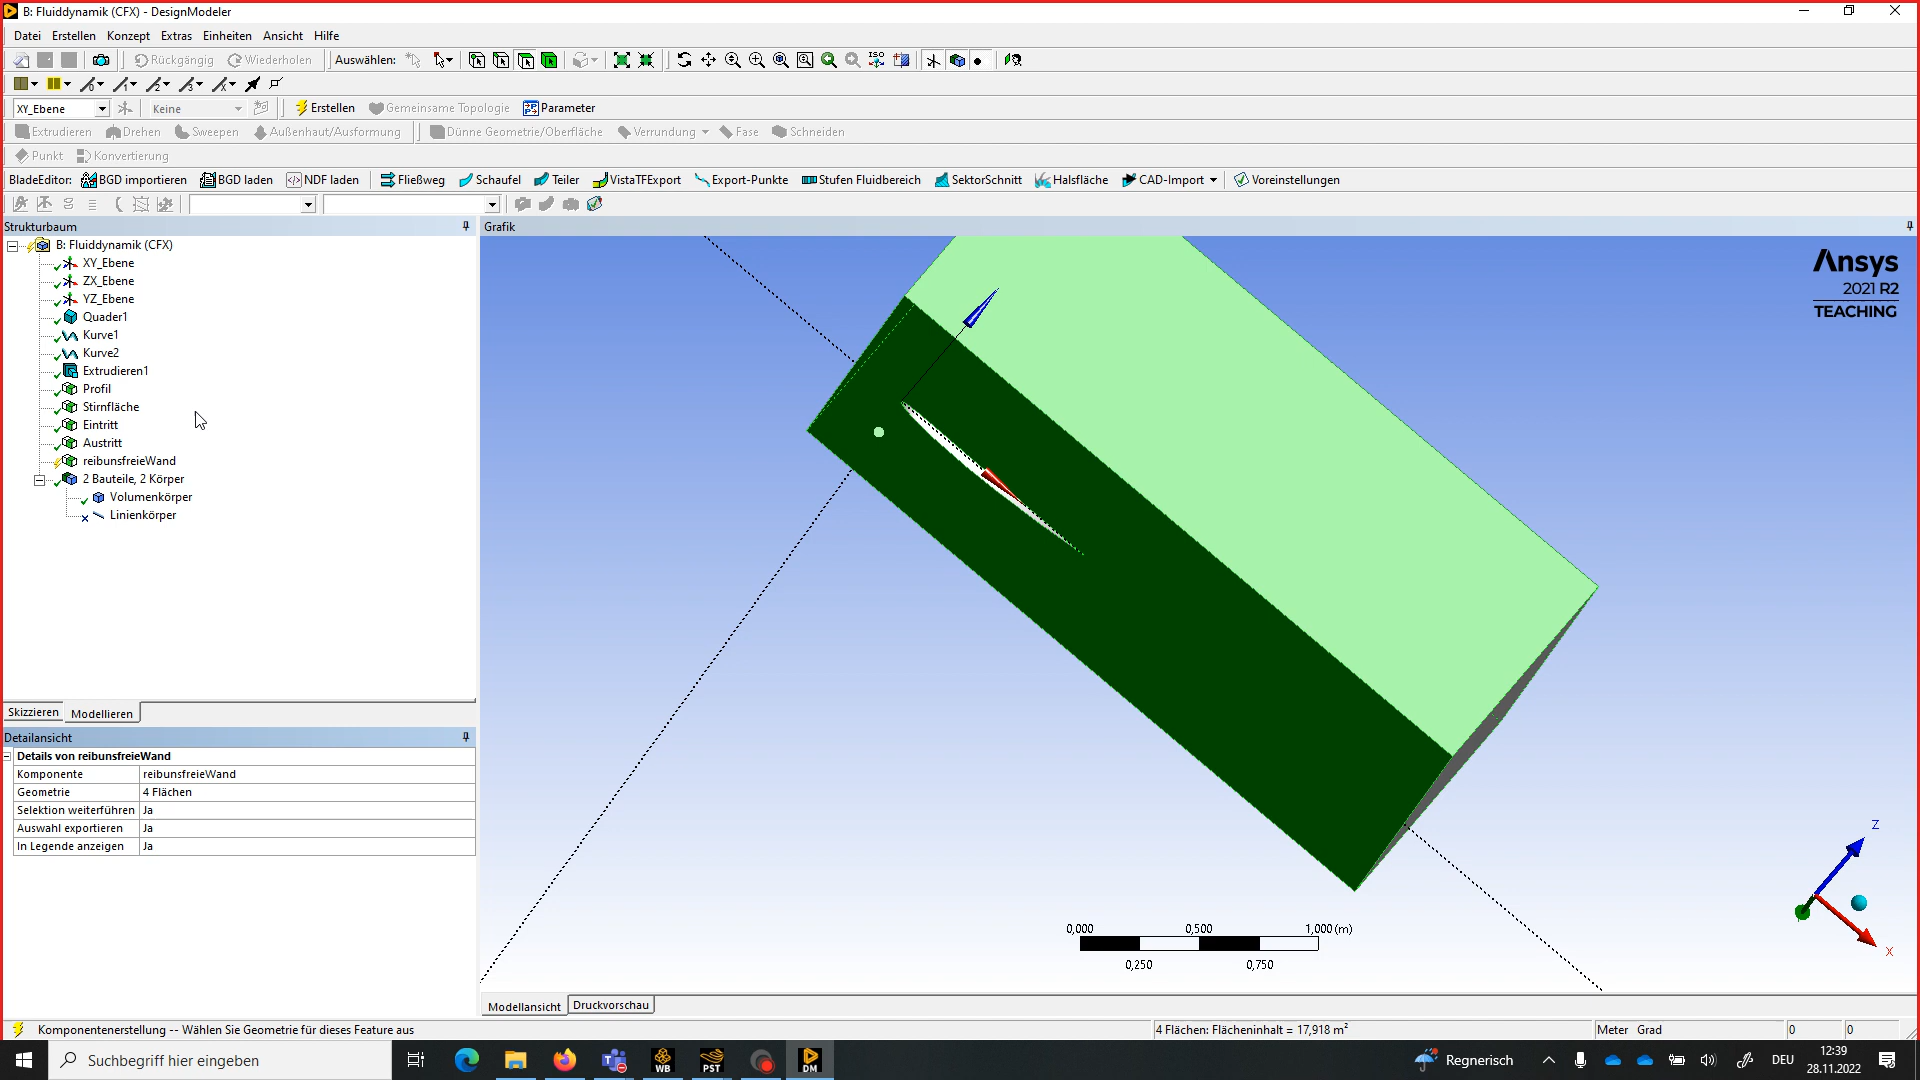 B: Fluiddynamik (CFX) - DesignModeler
Datei Erstellen Konzept Extras Einheiten Ansicht Hilfe
Rückgängig Wiederholen Auswählen: ISO
XY_Ebene Keine Erstellen Gemeinsame Topologie Parameter
Extrudieren Drehen Sweepen Außenhaut/Ausformung Dünne Geometrie/Oberfläche Verrundung Fase Schneiden
Punkt Konvertierung
BladeEditor: BGD importieren BGD laden NDF laden Fließweg Schaufel Teiler VistaTFExport Export-Punkte Stufen Fluidbereich SektorSchnitt Halsfläche CAD-Import Voreinstellungen
Strukturbaum
B: Fluiddynamik (CFX)
XY_Ebene
ZX_Ebene
YZ_Ebene
Quader1
Kurve1
Kurve2
Extrudieren1
Profil
Stirnfläche
Eintritt
Austritt
reibunsfreieWand
2 Bauteile, 2 Körper
Volumenkörper
Linienkörper
Skizzieren Modellieren
Detailansicht
Details von reibunsfreieWand
Komponente reibunsfreieWand
Geometrie 4 Flächen
Selektion weiterführen Ja
Auswahl exportieren Ja
In Legende anzeigen Ja
Grafik
Ansys
2021 R2
TEACHING
Z
X
0,000 0,500 1,000 (m)
0,250 0,750
Modellansicht Druckvorschau
Komponentenerstellung -- Wählen Sie Geometrie für dieses Feature aus 4 Flächen: Flächeninhalt = 17,918 m² Meter Grad 0 0
Suchbegriff hier eingeben WB PST DM Regnerisch DEU 12:39
28.11.2022